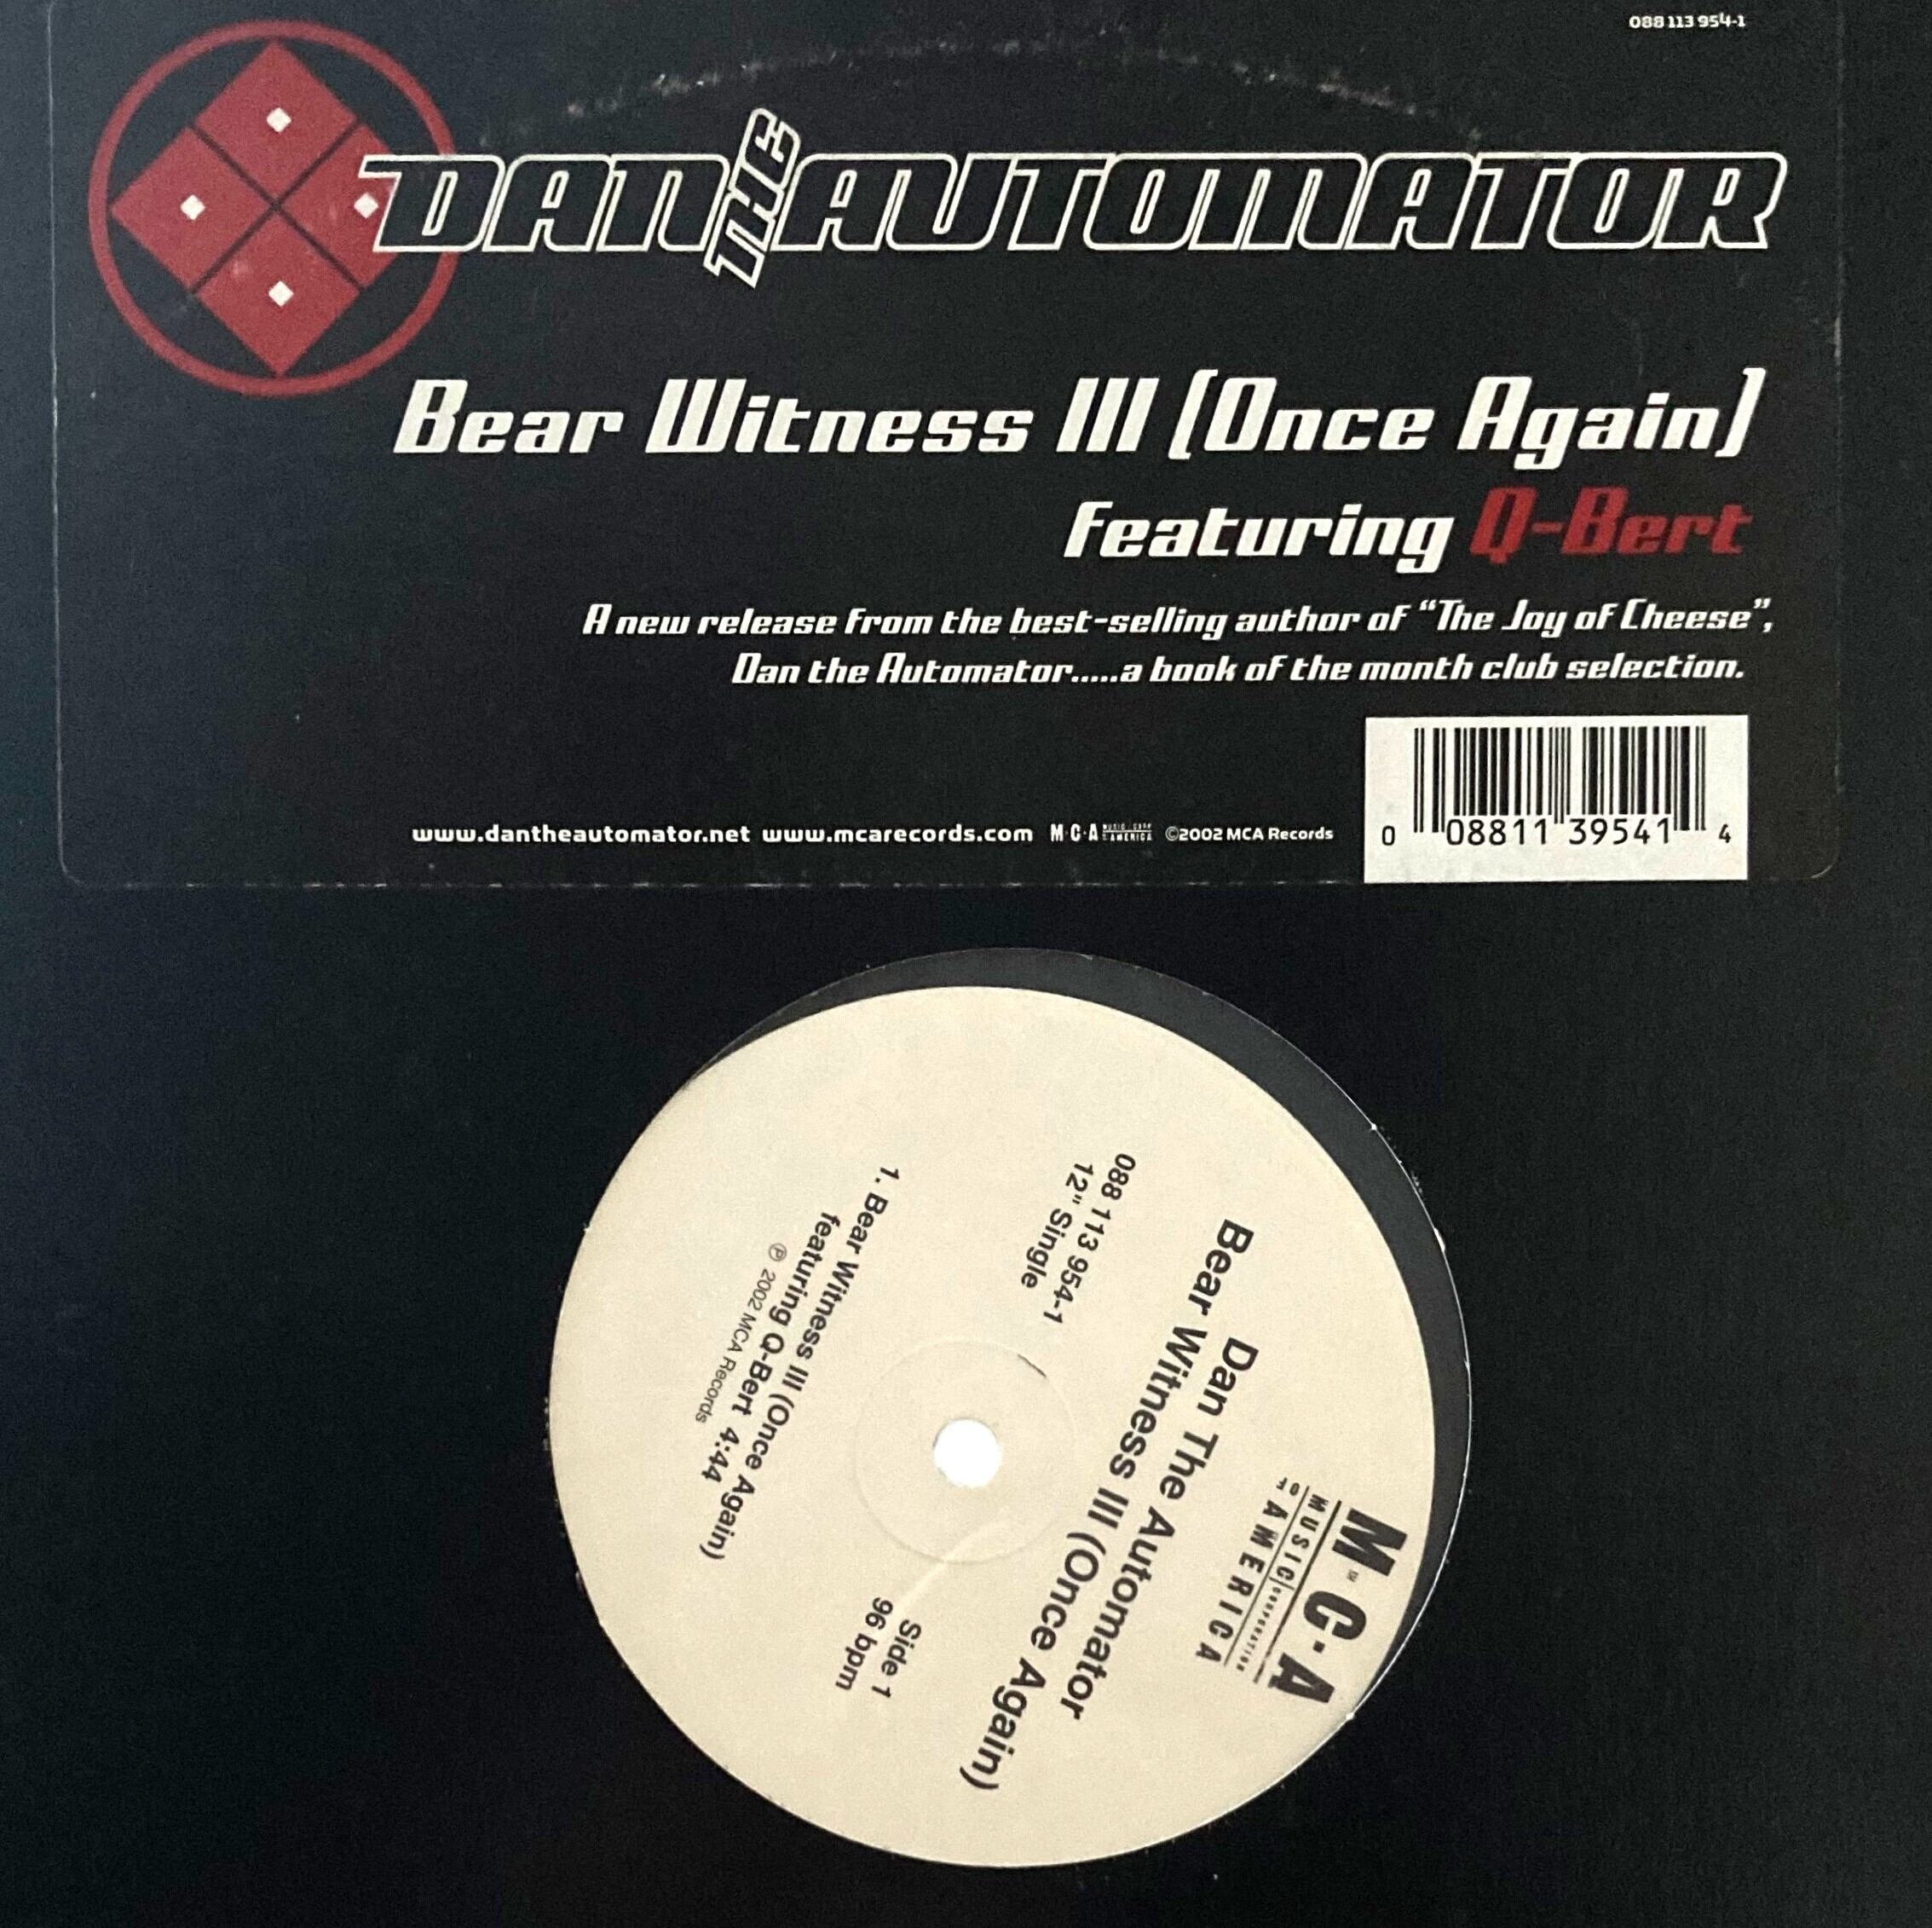 088 113 954-1
DAN THE AUTOMATOR
Bear Witness III (Once Again)
featuring Q-Bert
A new release from the best-selling author of “The Joy of Cheese”,
Dan the Automator.....a book of the month club selection.
www.dantheautomator.net www.mcarecords.com M·C·A MUSIC CORP OF AMERICA ©2002 MCA Records
0 08811 39541 4
M·C·A
MUSIC CORPORATION
OF AMERICA
Dan The Automator
Bear Witness III (Once Again)
088 113 954-1
12" Single
Side 1
96 bpm
1. Bear Witness III (Once Again)
featuring Q-Bert 4:44
℗ 2002 MCA Records